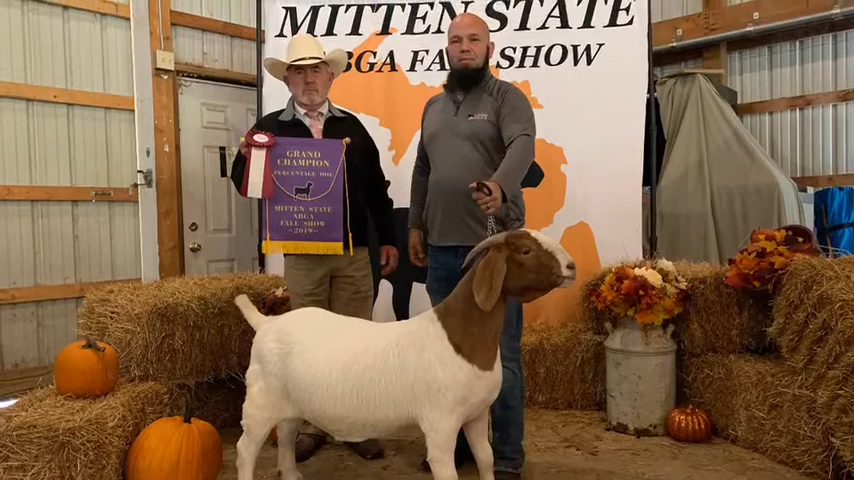 MITTEN STATE
ABGA FALL SHOW
GRAND
CHAMPION
PERCENTAGE DOE
MITTEN STATE
ABGA
FALL SHOW
~2019~